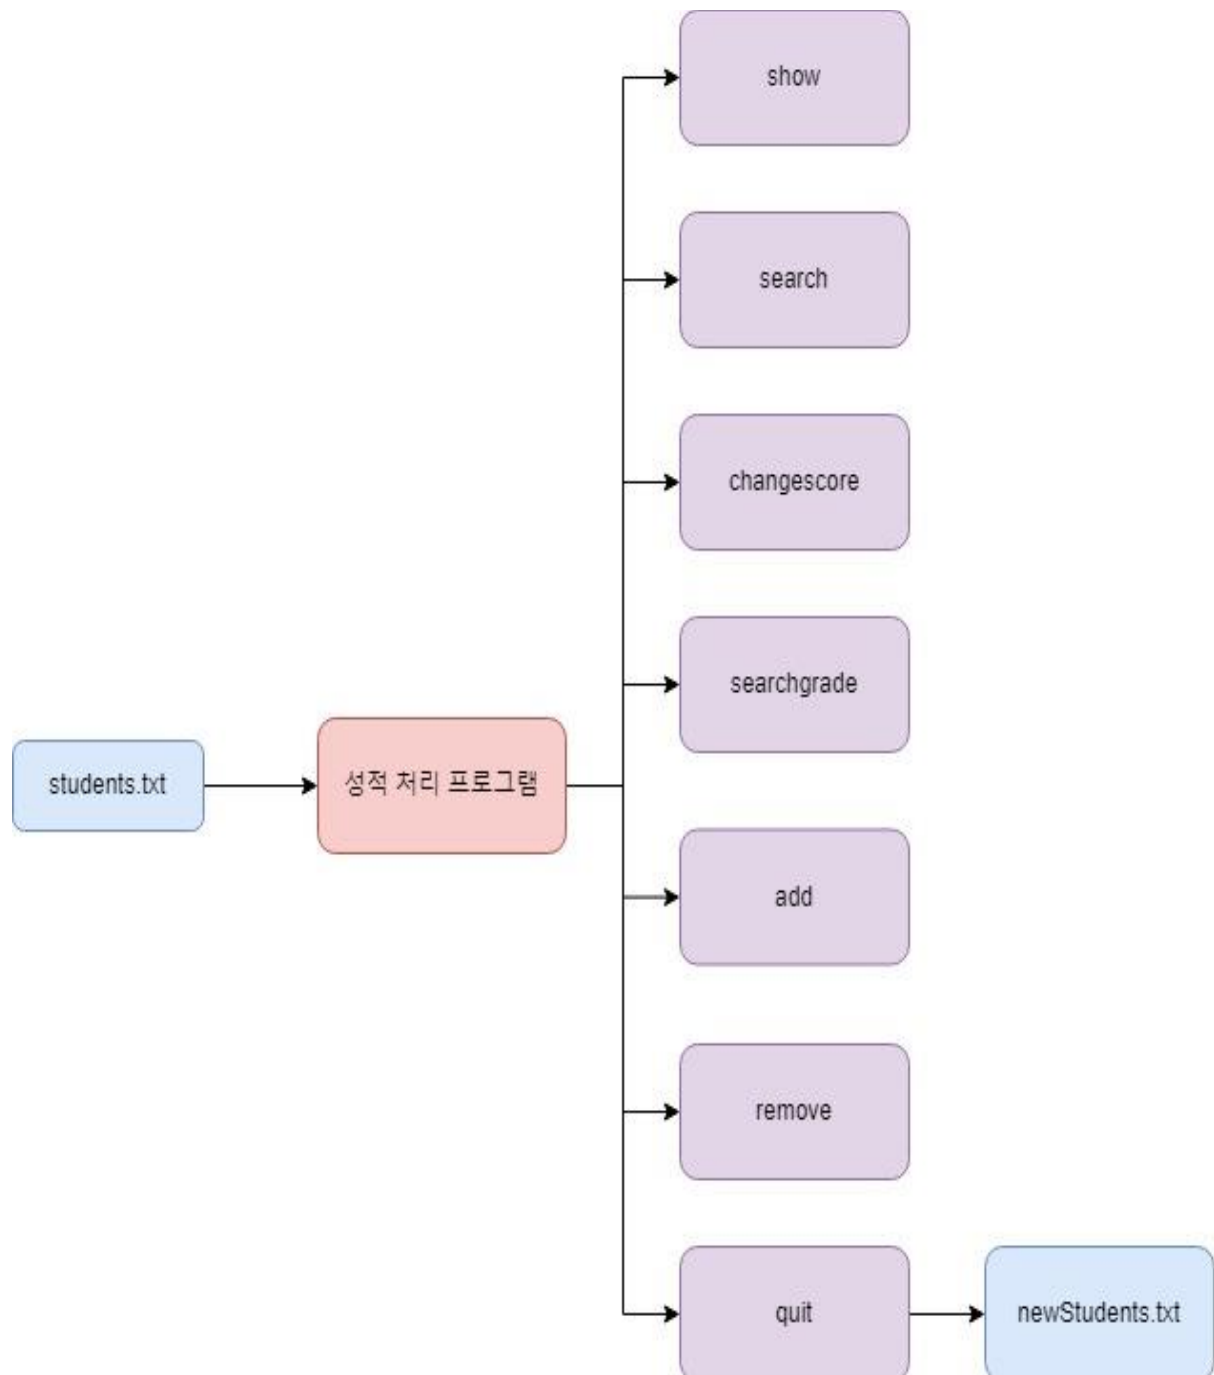 show
search
changescore
searchgrade
students.txt
성적 처리 프로그램
add
remove
quit
newStudents.txt